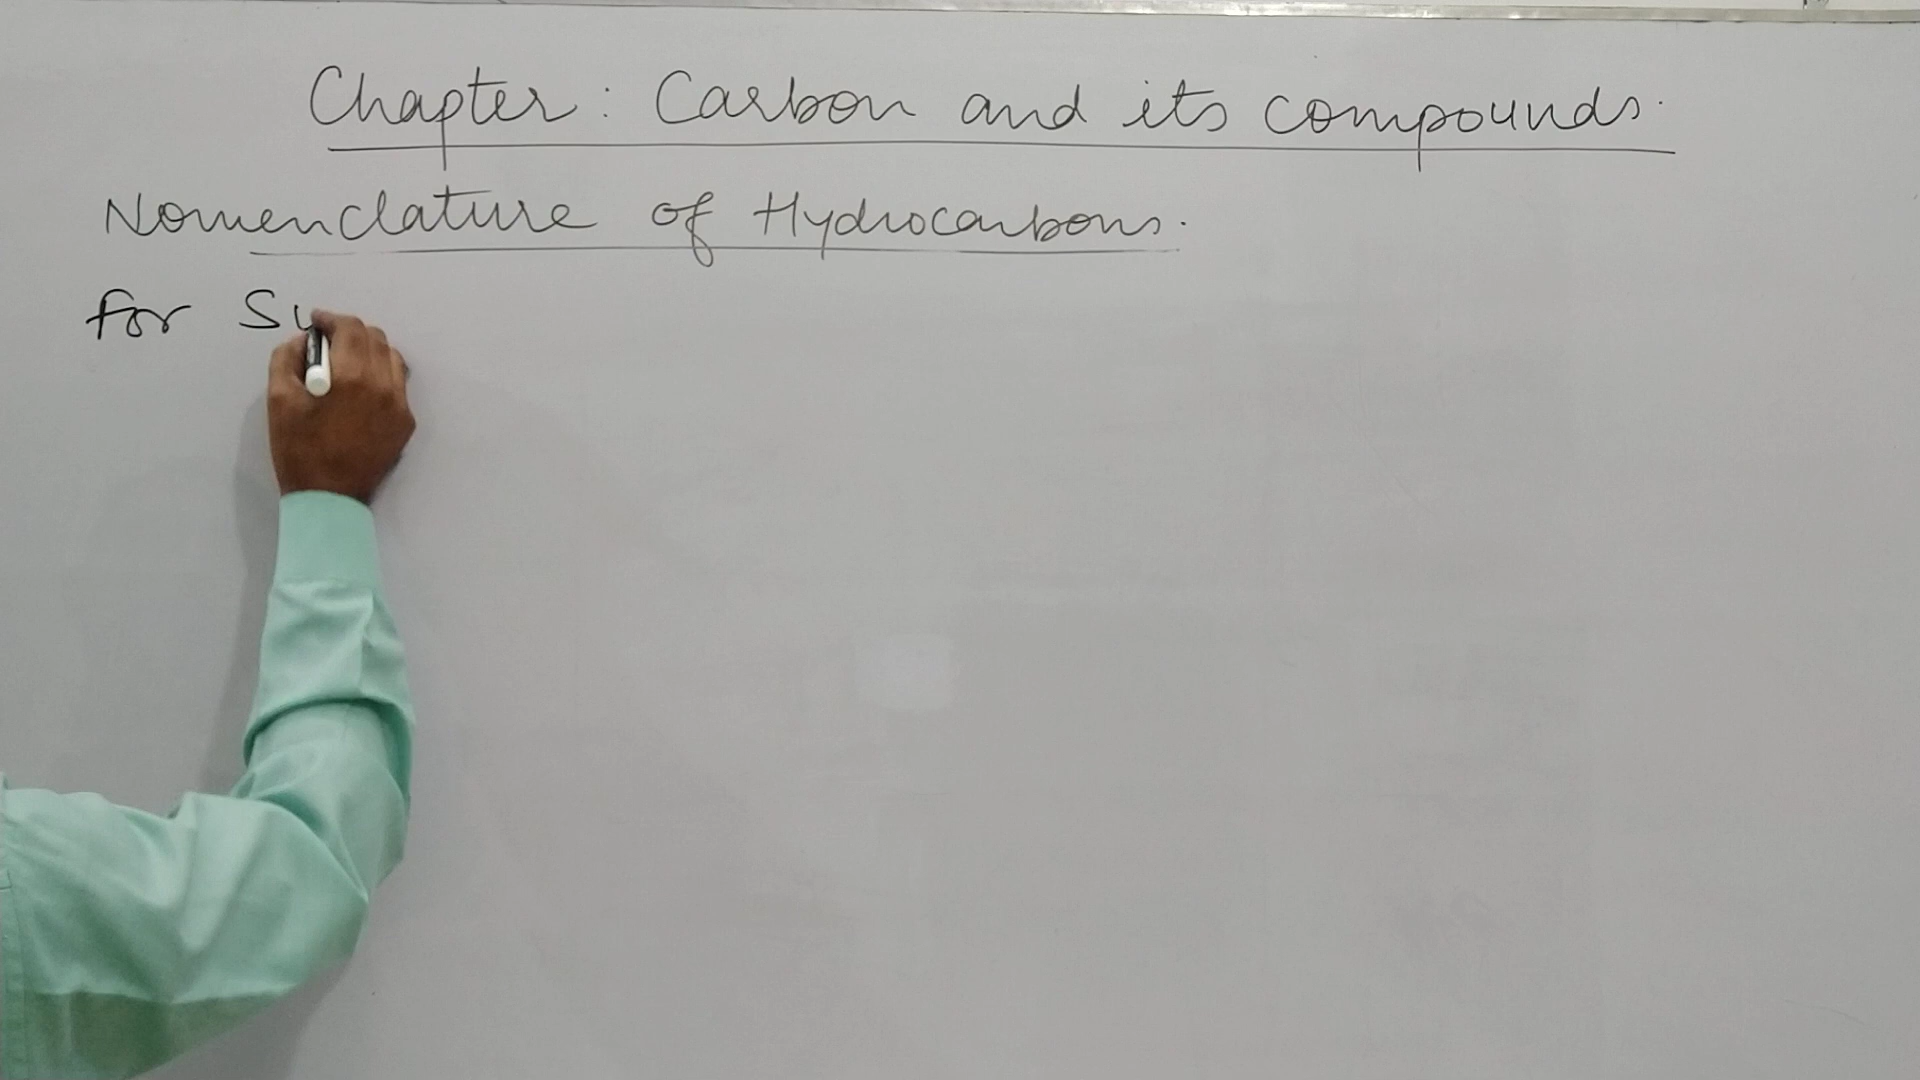 Chapter: Carbon and its compounds.
Nomenclature of Hydrocarbons.
for